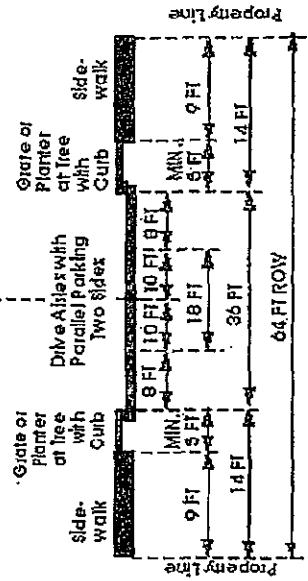 Side-
walk
Grate or
Planter
at Tree
with
Curb
Drive Aisles with
Parallel Parking
Two Sides
Grate or
Planter
at Tree
with
Curb
Side-
walk
8 FT 10 FT 10 FT 8 FT
9 FT
MIN.
5 FT
18 FT
MIN.
5 FT
9 FT
14 FT 36 FT 14 FT
64 FT ROW
Property Line
Property Line